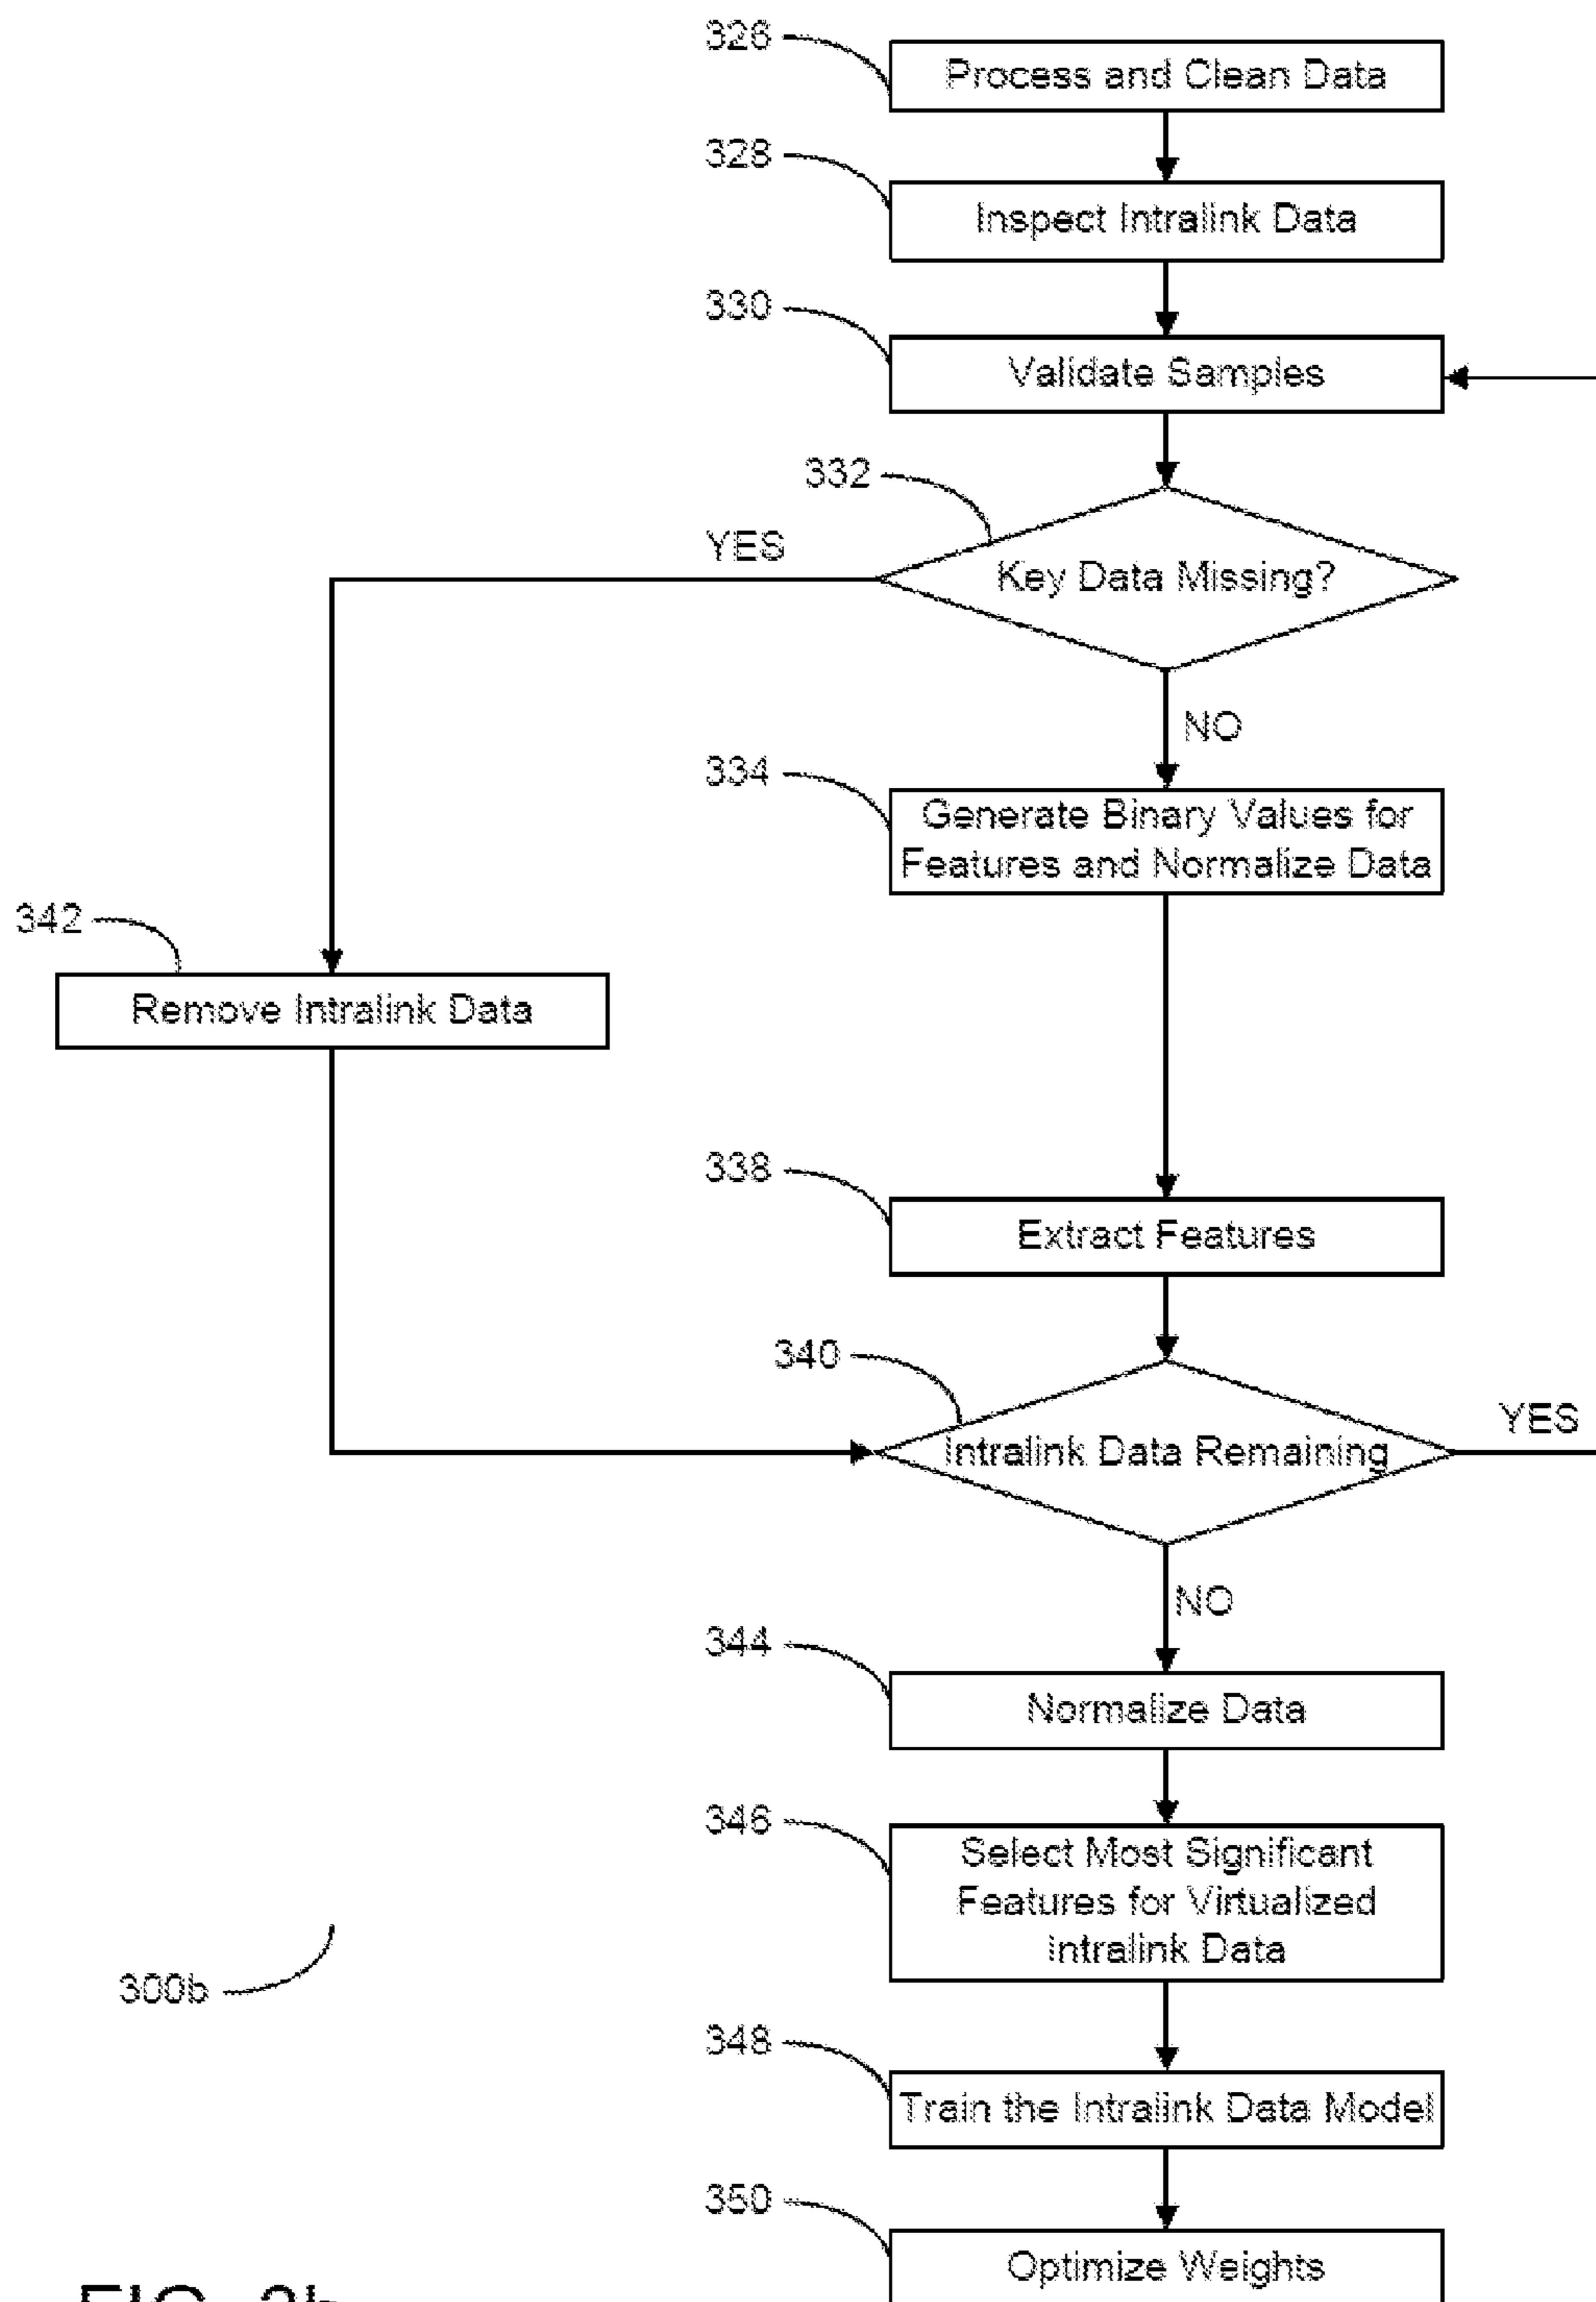 326
Process and Clean Data
328
Inspect Intralink Data
330
Validate Samples
332
YES
Key Data Missing?
NO
334
Generate Binary Values for
Features and Normalize Data
342
Remove Intralink Data
338
Extract Features
340
YES
Intralink Data Remaining
NO
344
Normalize Data
346
Select Most Significant
Features for Virtualized
Intralink Data
300b
348
Train the Intralink Data Model
350
Optimize Weights
FIG. 3b